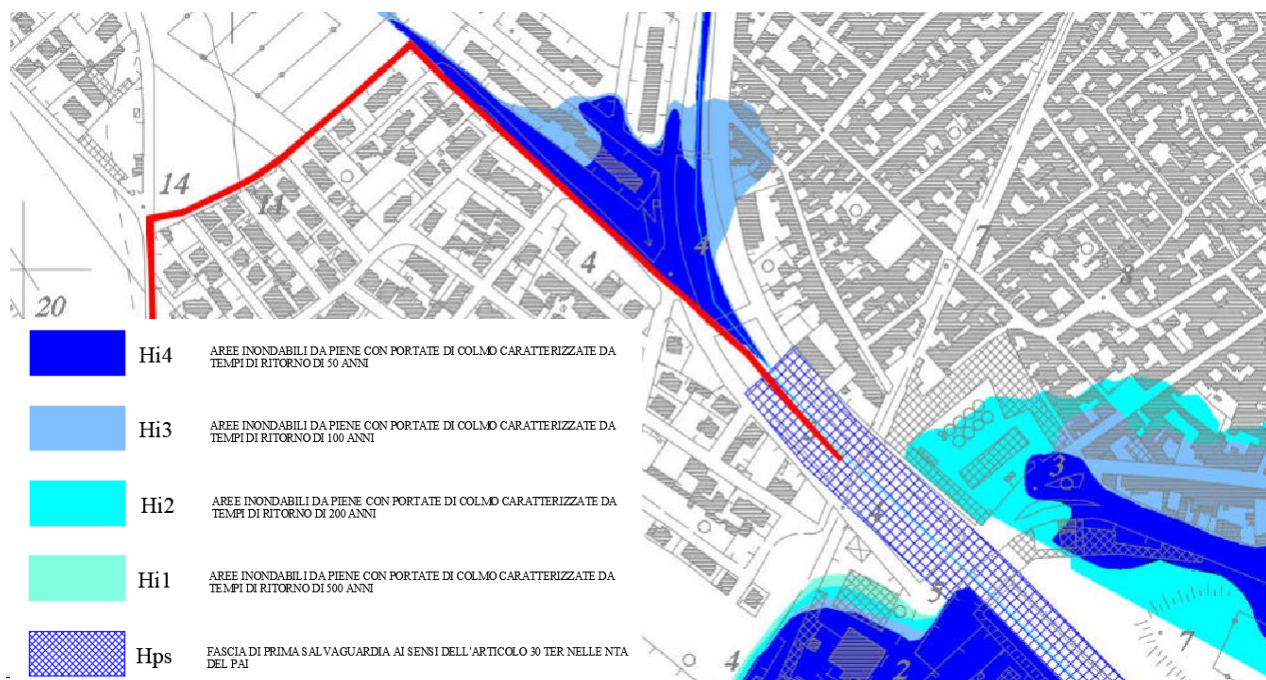 14
11
4
4
20
7
8
3
4
5
7
4
2
Hi4
AREE INONDABILI DA PIENE CON PORTATE DI COLMO CARATTERIZZATE DA
TEMPI DI RITORNO DI 50 ANNI
Hi3
AREE INONDABILI DA PIENE CON PORTATE DI COLMO CARATTERIZZATE DA
TEMPI DI RITORNO DI 100 ANNI
Hi2
AREE INONDABILI DA PIENE CON PORTATE DI COLMO CARATTERIZZATE DA
TEMPI DI RITORNO DI 200 ANNI
Hi1
AREE INONDABILI DA PIENE CON PORTATE DI COLMO CARATTERIZZATE DA
TEMPI DI RITORNO DI 500 ANNI
Hps
FASCIA DI PRIMA SALVAGUARDIA AI SENSI DELL'ARTICOLO 30 TER NELLE NTA
DEL PAI